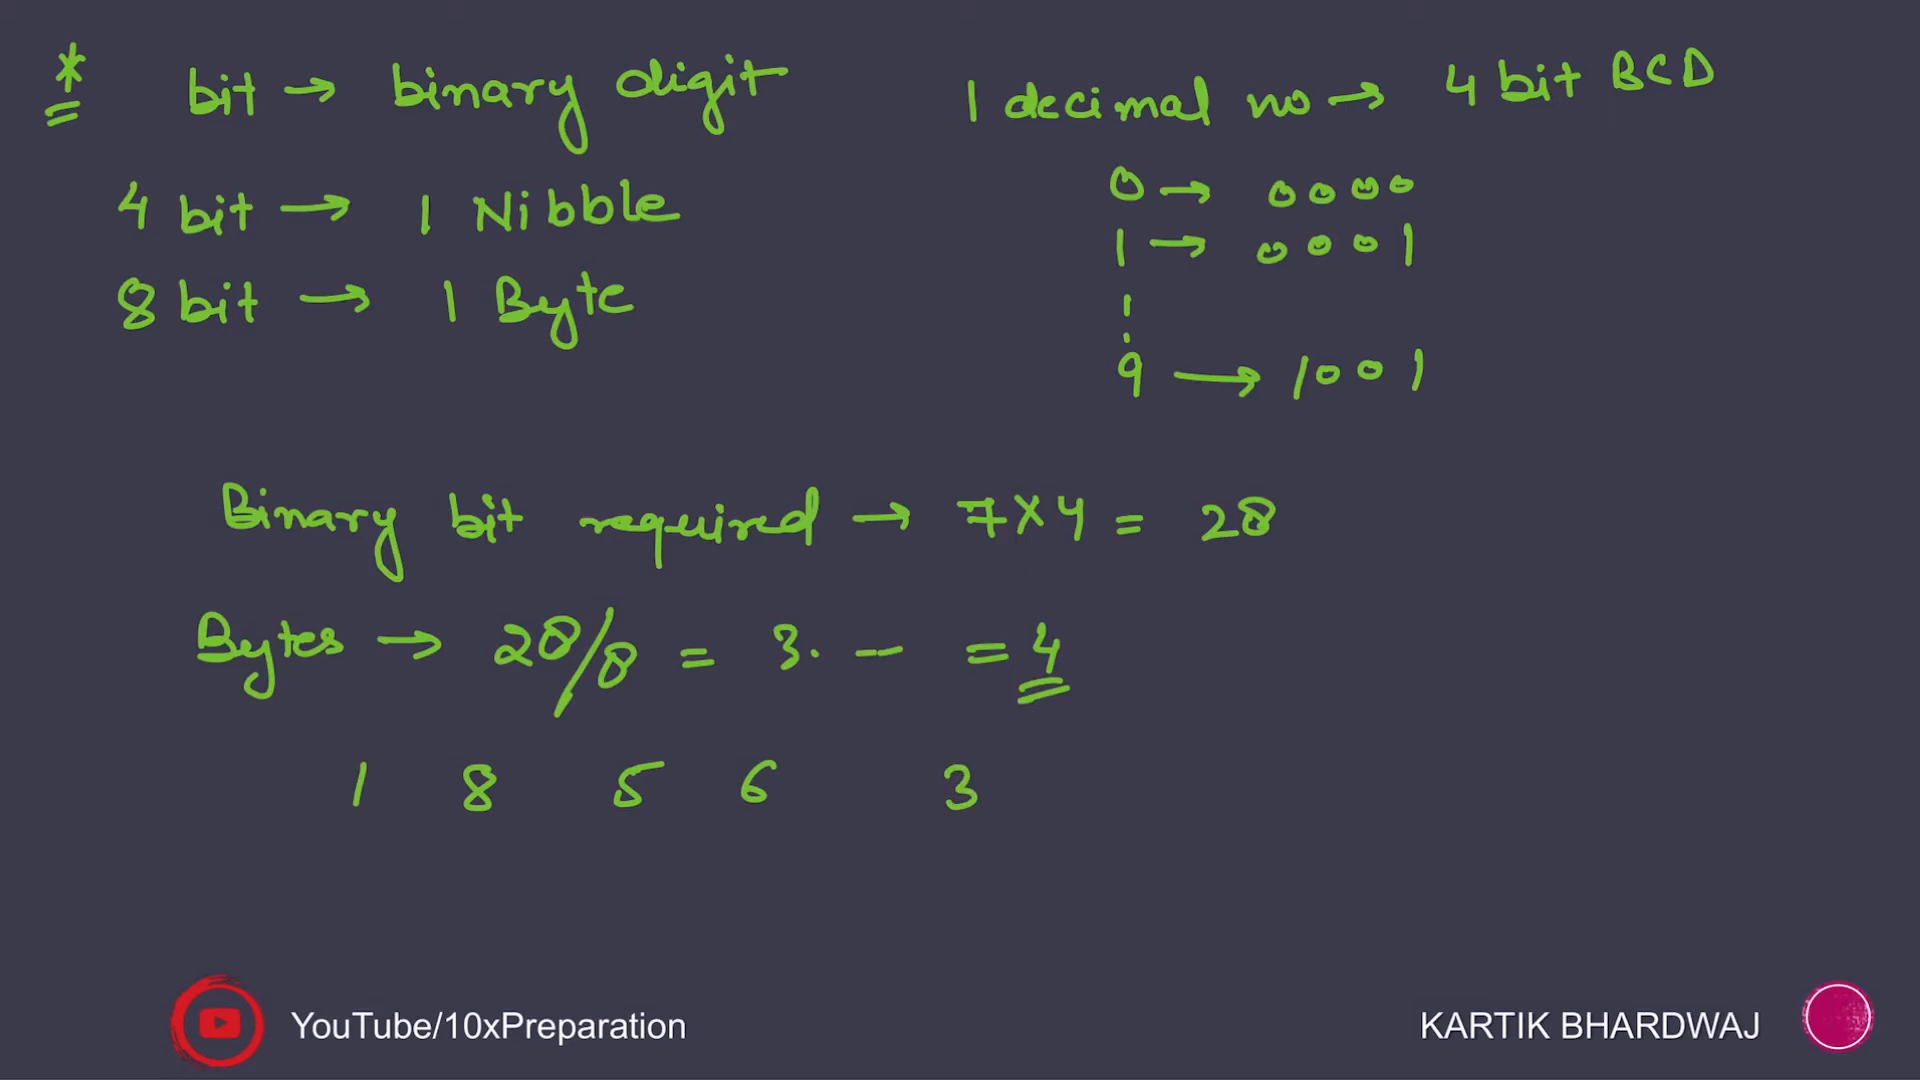 * bit → binary digit
4 bit → 1 Nibble
8 bit → 1 Byte
1 decimal no → 4 bit BCD
0 → 0000
1 → 0001
9 → 1001
Binary bit required → 7 X 4 = 28
Bytes → 28/8 = 3. -- = 4
1 8 5 6 3
YouTube/10xPreparation
KARTIK BHARDWAJ